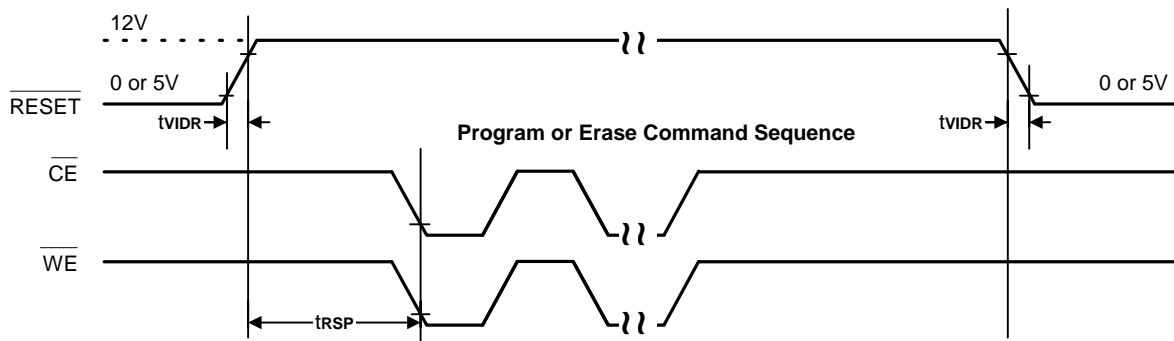 12V
0 or 5V
0 or 5V
RESET
tVIDR
Program or Erase Command Sequence
tVIDR
CE
WE
tRSP